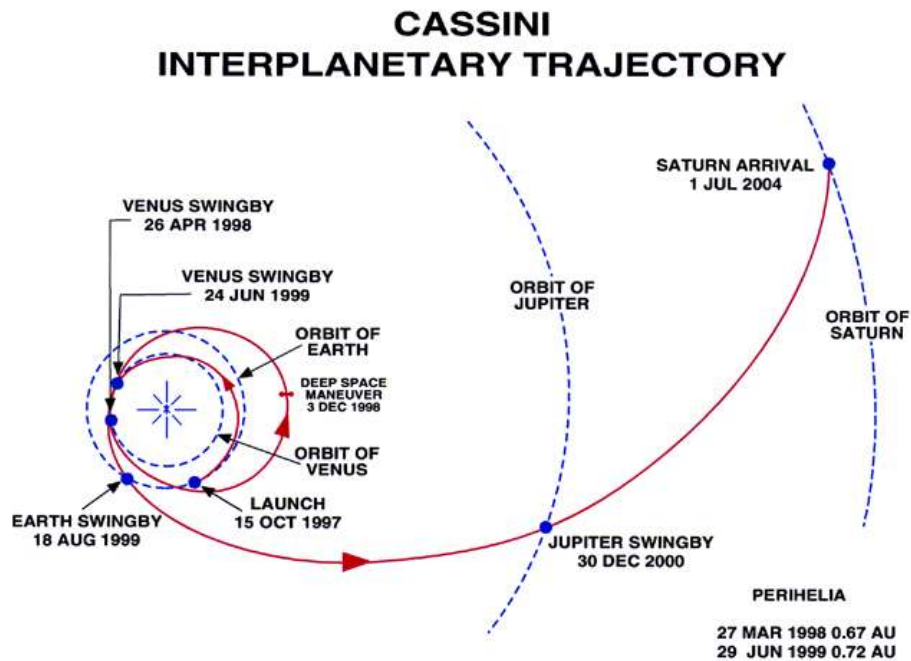 CASSINI
INTERPLANETARY TRAJECTORY
SATURN ARRIVAL
1 JUL 2004
VENUS SWINGBY
26 APR 1998
VENUS SWINGBY
24 JUN 1999
ORBIT OF
JUPITER
ORBIT OF
EARTH
ORBIT OF
SATURN
DEEP SPACE
MANEUVER
3 DEC 1998
ORBIT OF
VENUS
LAUNCH
15 OCT 1997
EARTH SWINGBY
18 AUG 1999
JUPITER SWINGBY
30 DEC 2000
PERIHELIA
27 MAR 1998 0.67 AU
29 JUN 1999 0.72 AU